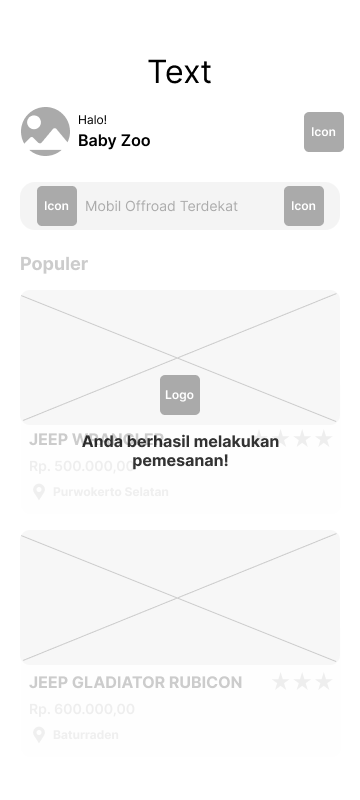 Text
Halo!
Baby Zoo
Icon
Icon
Mobil Offroad Terdekat
Icon
Populer
Logo
JEEP WRANGLER
Anda berhasil melakukan
pemesanan!
Rp. 500.000,00
Purwokerto Selatan
JEEP GLADIATOR RUBICON
Rp. 600.000,00
Baturraden